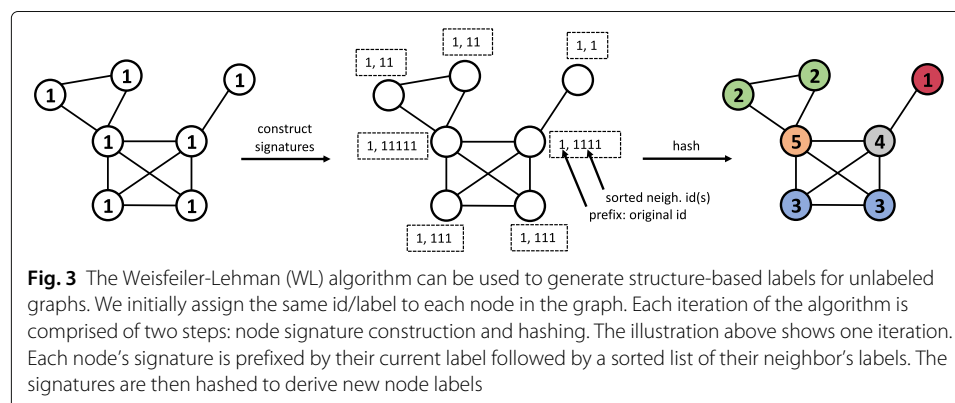 1
1
1
1
1
1
1
construct
signatures
1, 11
1, 11
1, 1
1, 11111
1, 1111
1, 111
1, 111
sorted neigh. id(s)
prefix: original id
hash
2
2
1
5
4
3
3
Fig. 3 The Weisfeiler-Lehman (WL) algorithm can be used to generate structure-based labels for unlabeled
graphs. We initially assign the same id/label to each node in the graph. Each iteration of the algorithm is
comprised of two steps: node signature construction and hashing. The illustration above shows one iteration.
Each node's signature is prefixed by their current label followed by a sorted list of their neighbor's labels. The
signatures are then hashed to derive new node labels